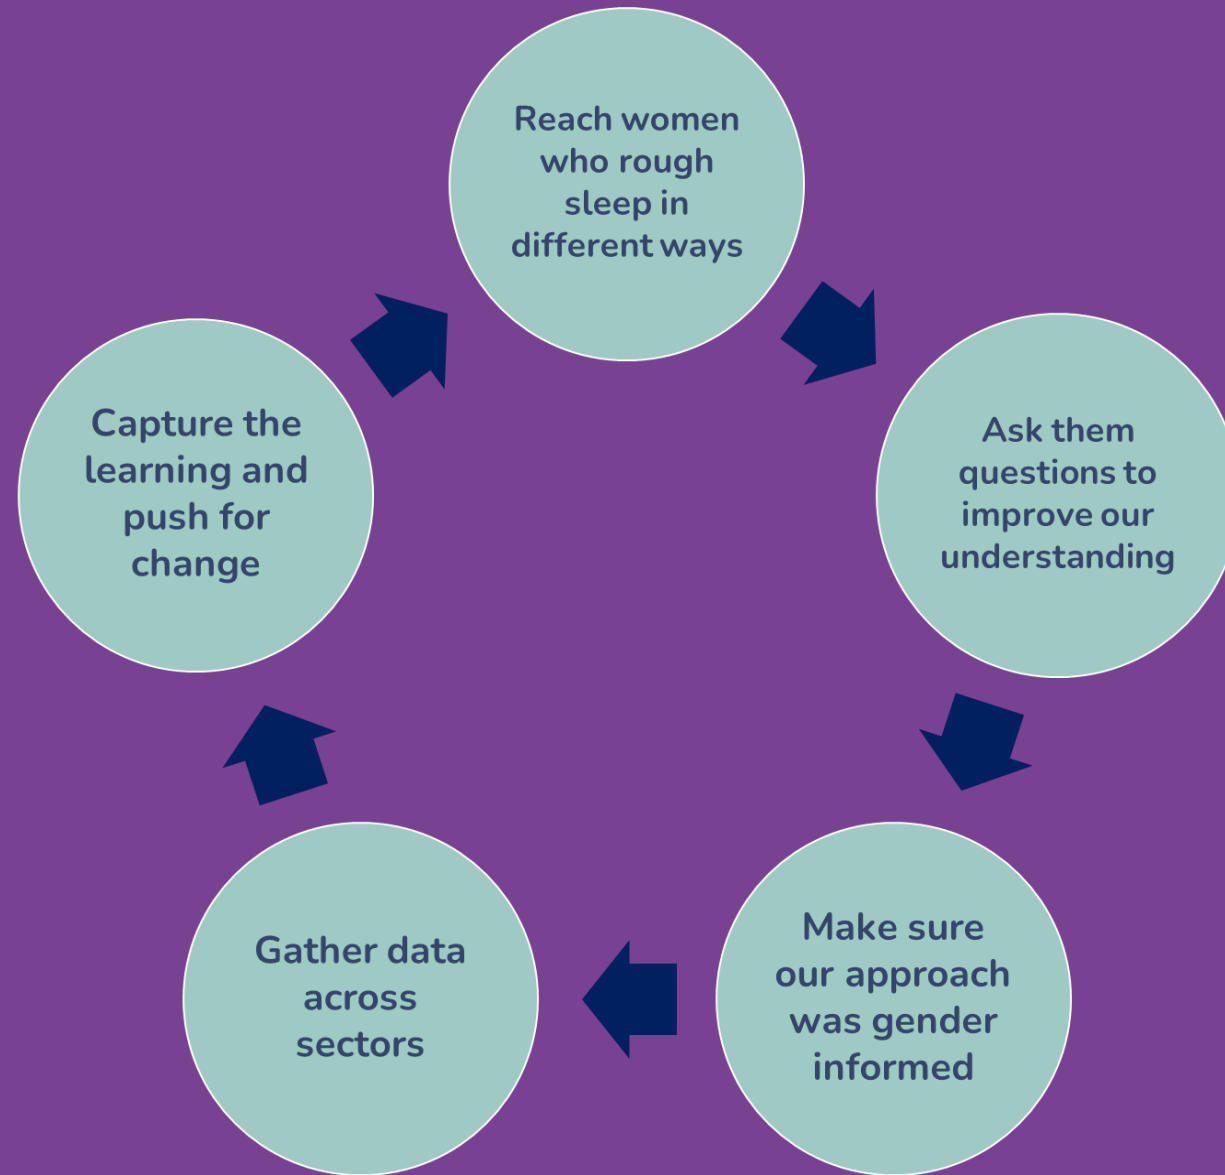 Reach women
who rough
sleep in
different ways
Ask them
questions to
improve our
understanding
Make sure
our approach
was gender
informed
Gather data
across
sectors
Capture the
learning and
push for
change